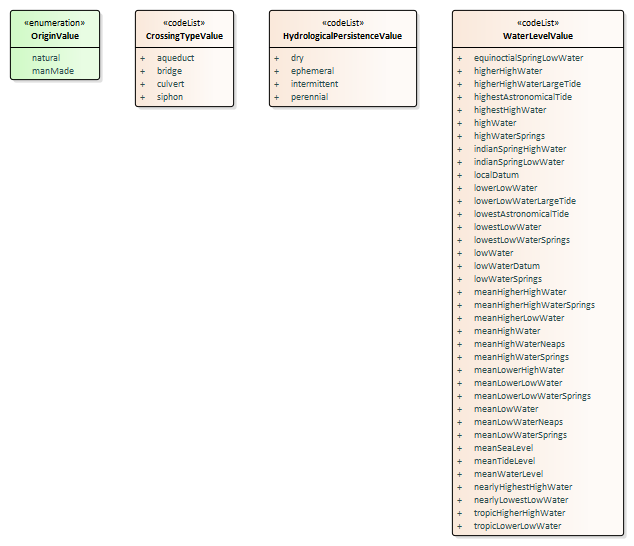 «enumeration»
OriginValue
natural
manMade
«codeList»
CrossingTypeValue
+ aqueduct
+ bridge
+ culvert
+ siphon
«codeList»
HydrologicalPersistenceValue
+ dry
+ ephemeral
+ intermittent
+ perennial
«codeList»
WaterLevelValue
+ equinoctialSpringLowWater
+ higherHighWater
+ higherHighWaterLargeTide
+ highestAstronomicalTide
+ highestHighWater
+ highWater
+ highWaterSprings
+ indianSpringHighWater
+ indianSpringLowWater
+ localDatum
+ lowerLowWater
+ lowerLowWaterLargeTide
+ lowestAstronomicalTide
+ lowestLowWater
+ lowestLowWaterSprings
+ lowWater
+ lowWaterDatum
+ lowWaterSprings
+ meanHigherHighWater
+ meanHigherHighWaterSprings
+ meanHigherLowWater
+ meanHighWater
+ meanHighWaterNeaps
+ meanHighWaterSprings
+ meanLowerHighWater
+ meanLowerLowWater
+ meanLowerLowWaterSprings
+ meanLowWater
+ meanLowWaterNeaps
+ meanLowWaterSprings
+ meanSeaLevel
+ meanTideLevel
+ meanWaterLevel
+ nearlyHighestHighWater
+ nearlyLowestLowWater
+ tropicHigherHighWater
+ tropicLowerLowWater